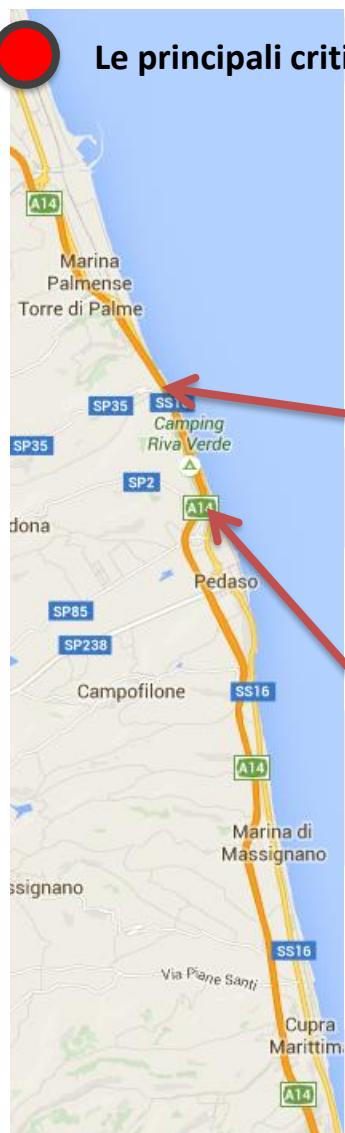 Le principali criti
A14
Marina
Palmense
Torre di Palme
SP35
SS16
Camping
Riva Verde
SP35
SP2
A14
dona
Pedaso
SP85
SP238
Campofilone
SS16
A14
Marina di
Massignano
ssignano
SS16
Via Piane Santi
Cupra
Marittim
A14